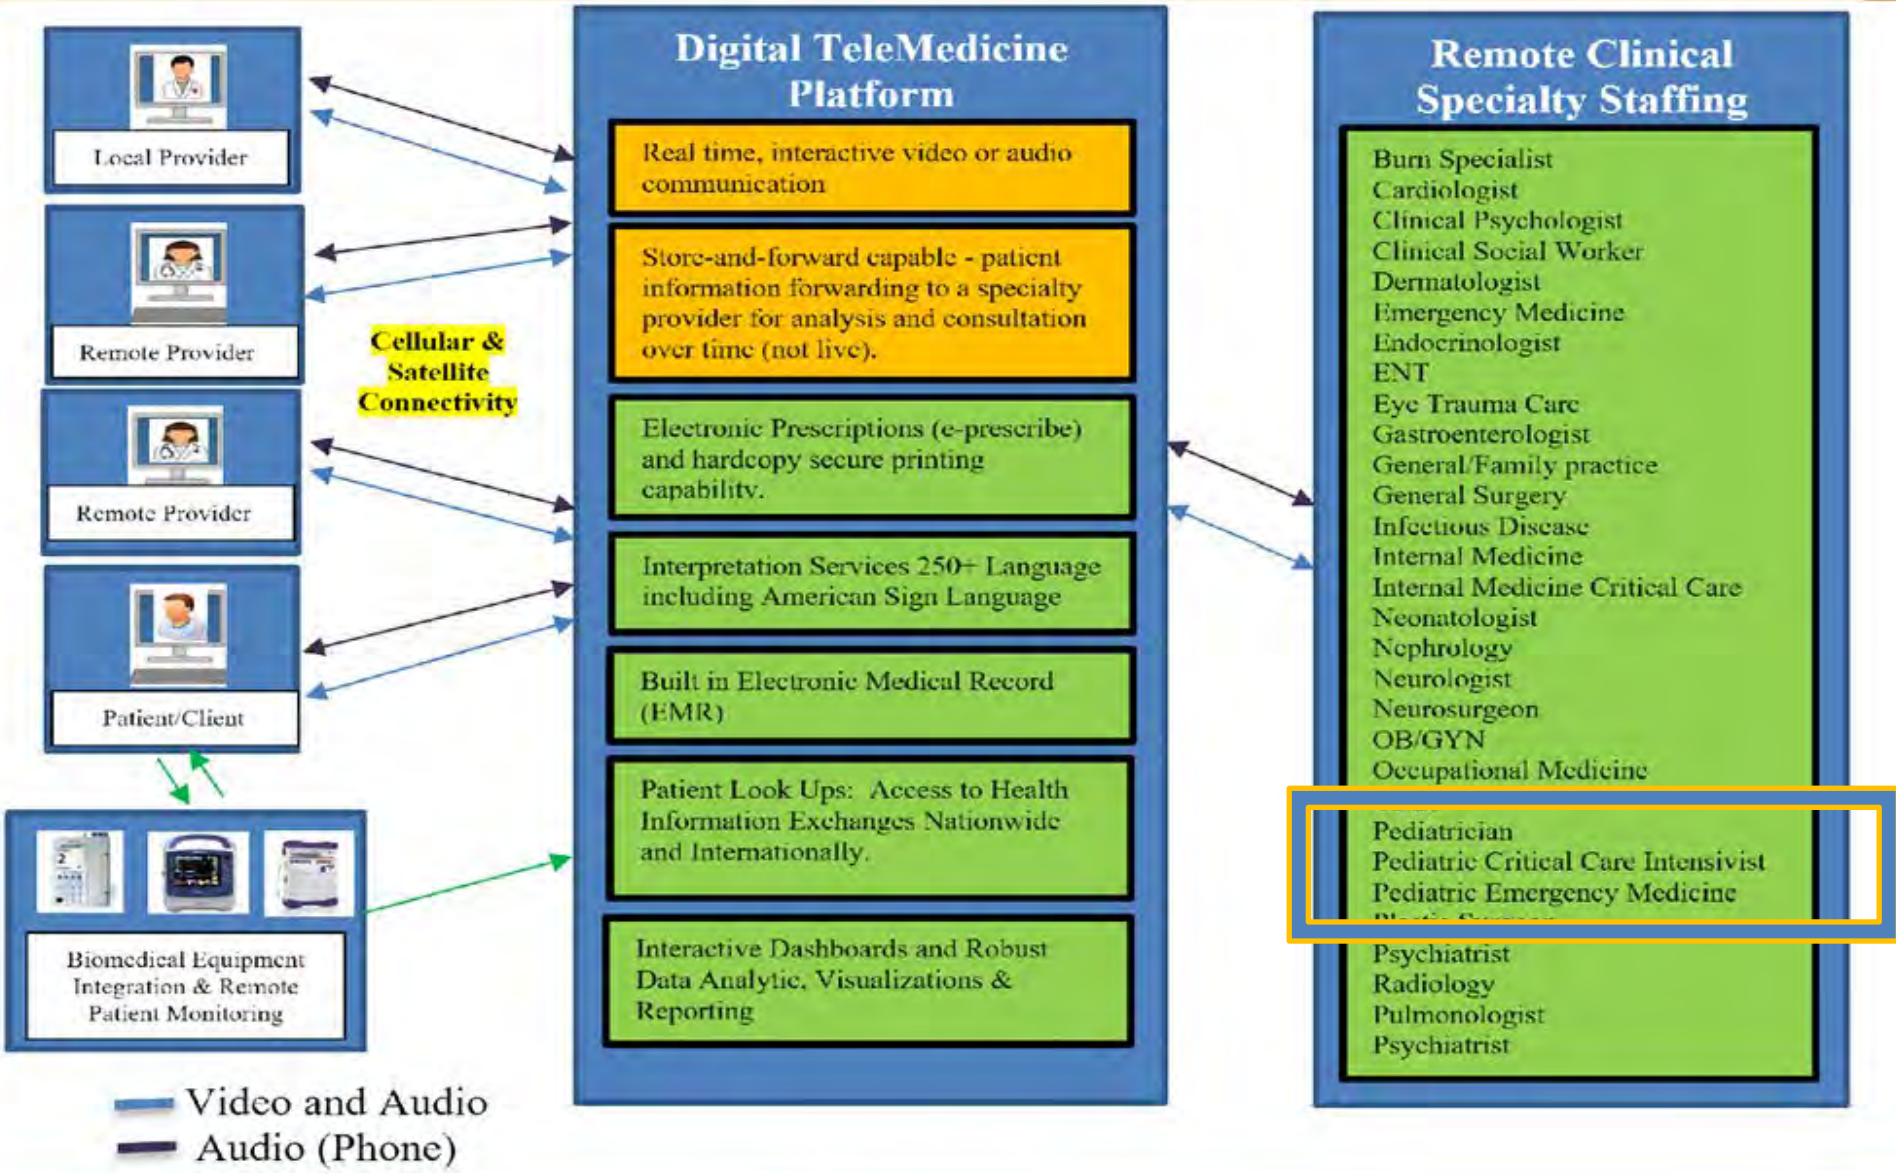 Local Provider
Remote Provider
Remote Provider
Patient/Client
Biomedical Equipment
Integration & Remote
Patient Monitoring
Cellular &
Satellite
Connectivity
Digital TeleMedicine
Platform
Real time, interactive video or audio
communication
Store-and-forward capable - patient
information forwarding to a specialty
provider for analysis and consultation
over time (not live).
Electronic Prescriptions (e-prescribe)
and hardcopy secure printing
capability.
Interpretation Services 250+ Language
including American Sign Language
Built in Electronic Medical Record
(EMR)
Patient Look Ups: Access to Health
Information Exchanges Nationwide
and Internationally.
Interactive Dashboards and Robust
Data Analytic, Visualizations &
Reporting
Remote Clinical
Specialty Staffing
Burn Specialist
Cardiologist
Clinical Psychologist
Clinical Social Worker
Dermatologist
Emergency Medicine
Endocrinologist
ENT
Eye Trauma Care
Gastroenterologist
General/Family practice
General Surgery
Infectious Disease
Internal Medicine
Internal Medicine Critical Care
Neonatologist
Nephrology
Neurologist
Neurosurgeon
OB/GYN
Occupational Medicine
Pediatrician
Pediatric Critical Care Intensivist
Pediatric Emergency Medicine
Psychiatrist
Radiology
Pulmonologist
Psychiatrist
Video and Audio
Audio (Phone)